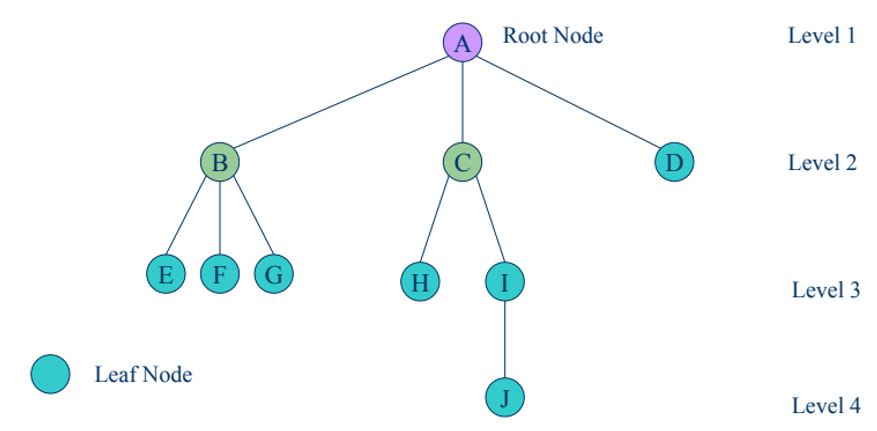 A Root Node Level 1
B C D Level 2
E F G H I Level 3
Leaf Node
J Level 4